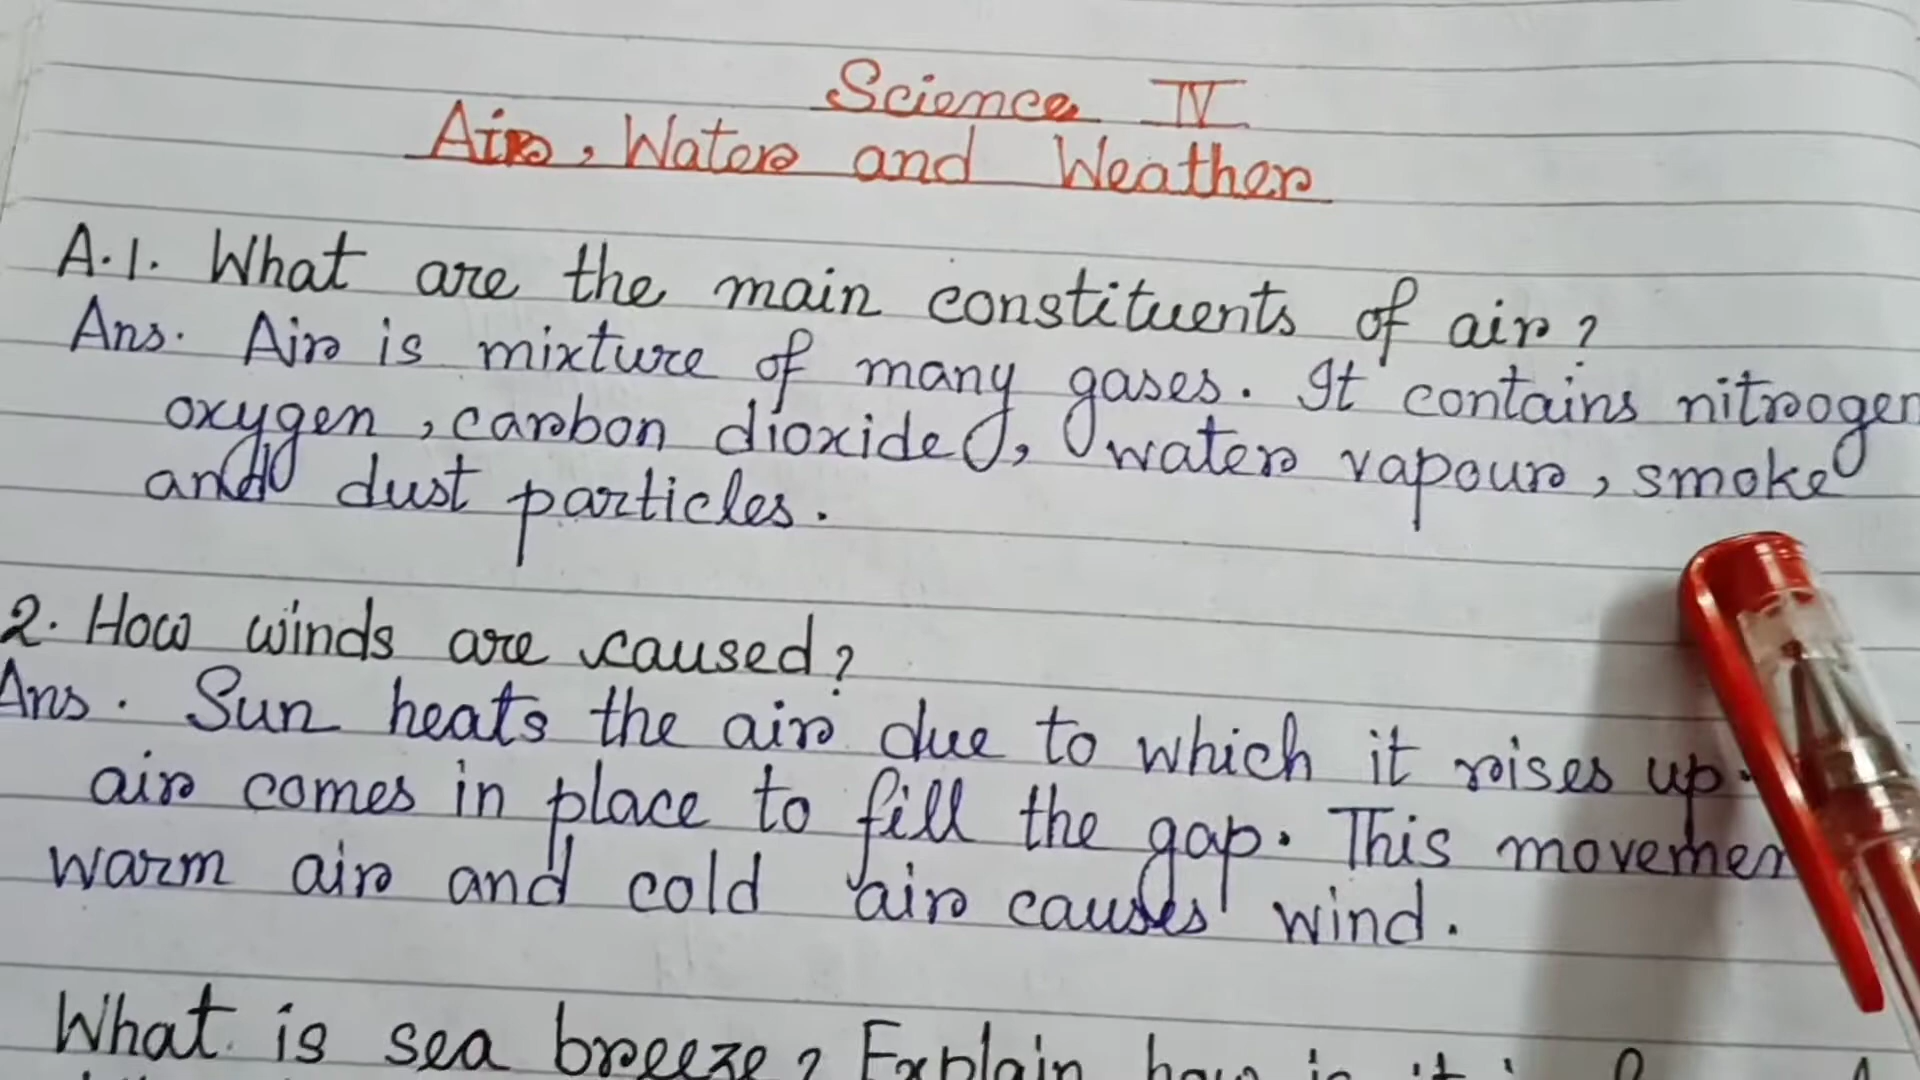 Science IV
Air, Water and Weather
A.1. What are the main constituents of air?
Ans. Air is mixture of many gases. It contains nitrogen
oxygen, carbon dioxide, water vapour, smoke
and dust particles.
2. How winds are caused?
Ans. Sun heats the air due to which it rises up.
air comes in place to fill the gap. This movemen
warm air and cold air causes wind.
What is sea breeze? Explain how is it